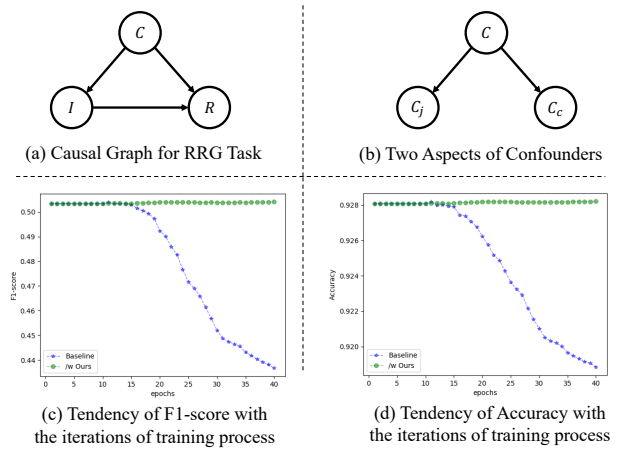 C
I
R
(a) Causal Graph for RRG Task
C
C_j
C_c
(b) Two Aspects of Confounders
0.50
0.49
0.48
0.47
0.46
0.45
0.44
F1-score
Baseline
/w Ours
0
5
10
15
20
25
30
35
40
epochs
(c) Tendency of F1-score with
the iterations of training process
0.928
0.926
0.924
0.922
0.920
Accuracy
Baseline
/w Ours
0
5
10
15
20
25
30
35
40
epochs
(d) Tendency of Accuracy with
the iterations of training process